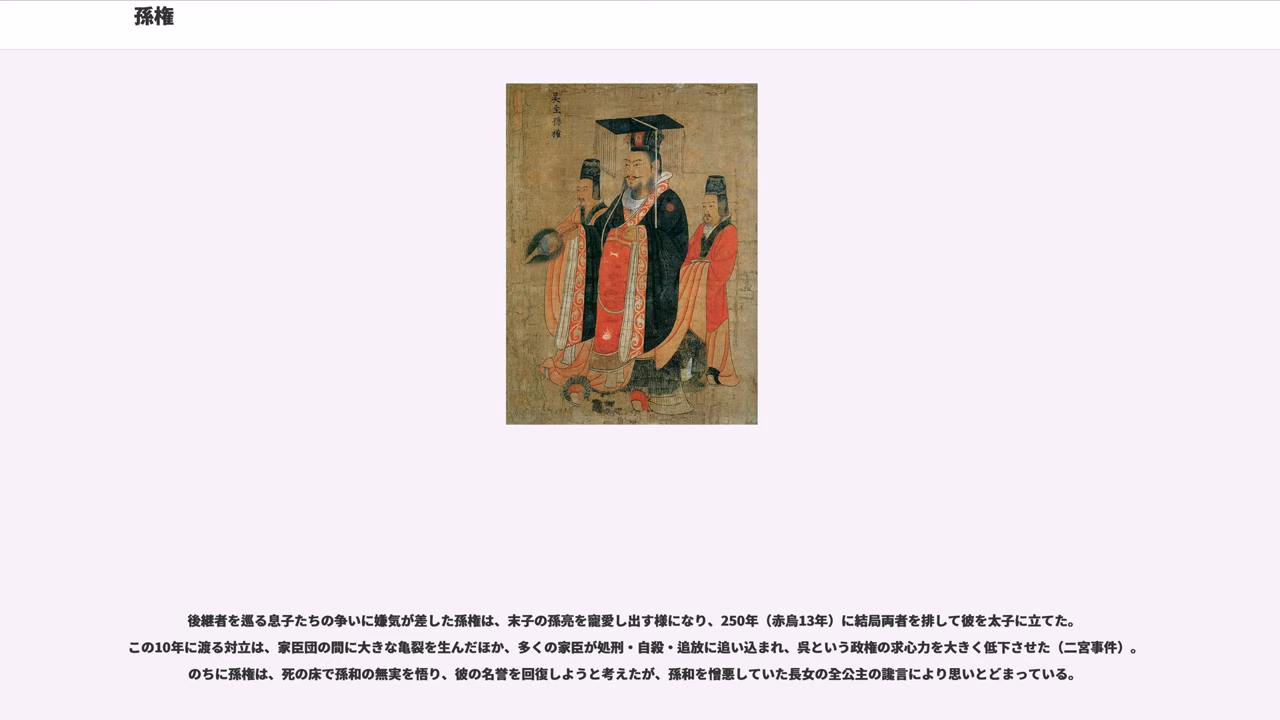 孫権
吳主孫權
後継者を巡る息子たちの争いに嫌気が差した孫権は、末子の孫亮を寵愛し出す様になり、250年（赤烏13年）に結局両者を排して彼を太子に立てた。
この10年に渡る対立は、家臣団の間に大きな亀裂を生んだほか、多くの家臣が処刑・自殺・追放に追い込まれ、呉という政権の求心力を大きく低下させた（二宮事件）。
のちに孫権は、死の床で孫和の無実を悟り、彼の名誉を回復しようと考えたが、孫和を憎悪していた長女の全公主の讒言により思いとどまっている。